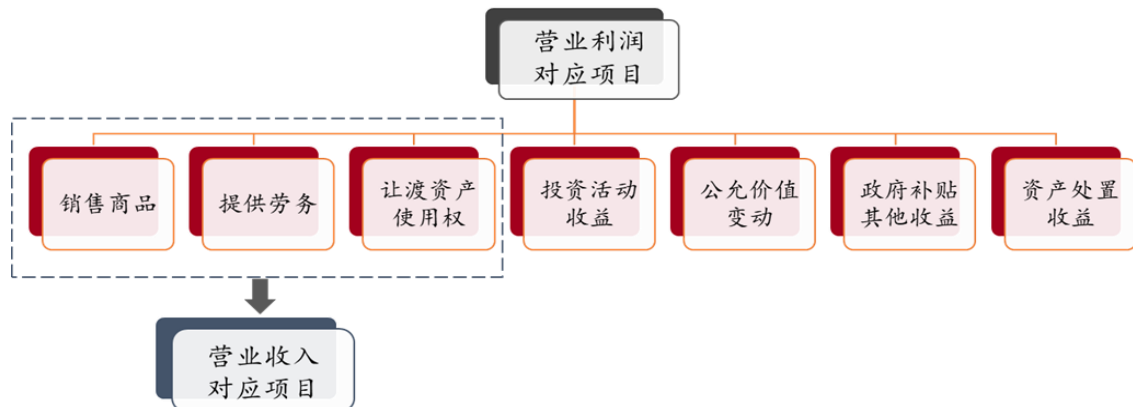 营业利润
对应项目
销售商品
提供劳务
让渡资产
使用权
投资活动
收益
公允价值
变动
政府补贴
其他收益
资产处置
收益
营业收入
对应项目